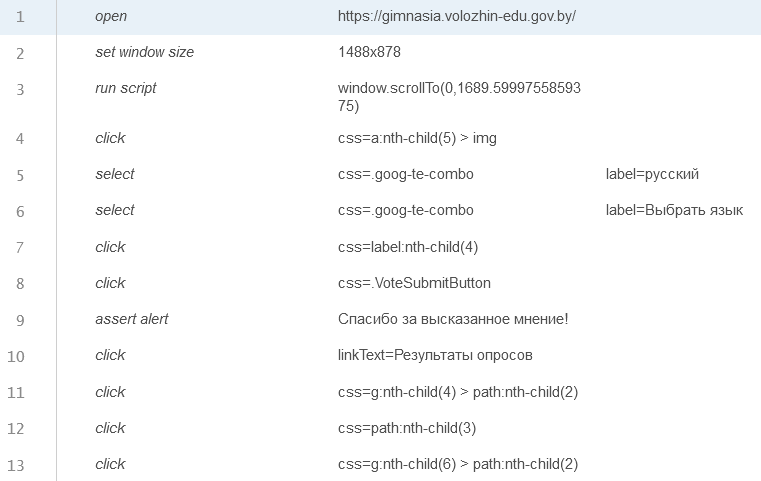 1 open https://gimnasia.volozhin-edu.gov.by/
2 set window size 1488x878
3 run script window.scrollTo(0,1689.59997558593
75)
4 click css=a:nth-child(5) > img
5 select css=.goog-te-combo label=русский
6 select css=.goog-te-combo label=Выбрать язык
7 click css=label:nth-child(4)
8 click css=.VoteSubmitButton
9 assert alert Спасибо за высказанное мнение!
10 click linkText=Результаты опросов
11 click css=g:nth-child(4) > path:nth-child(2)
12 click css=path:nth-child(3)
13 click css=g:nth-child(6) > path:nth-child(2)